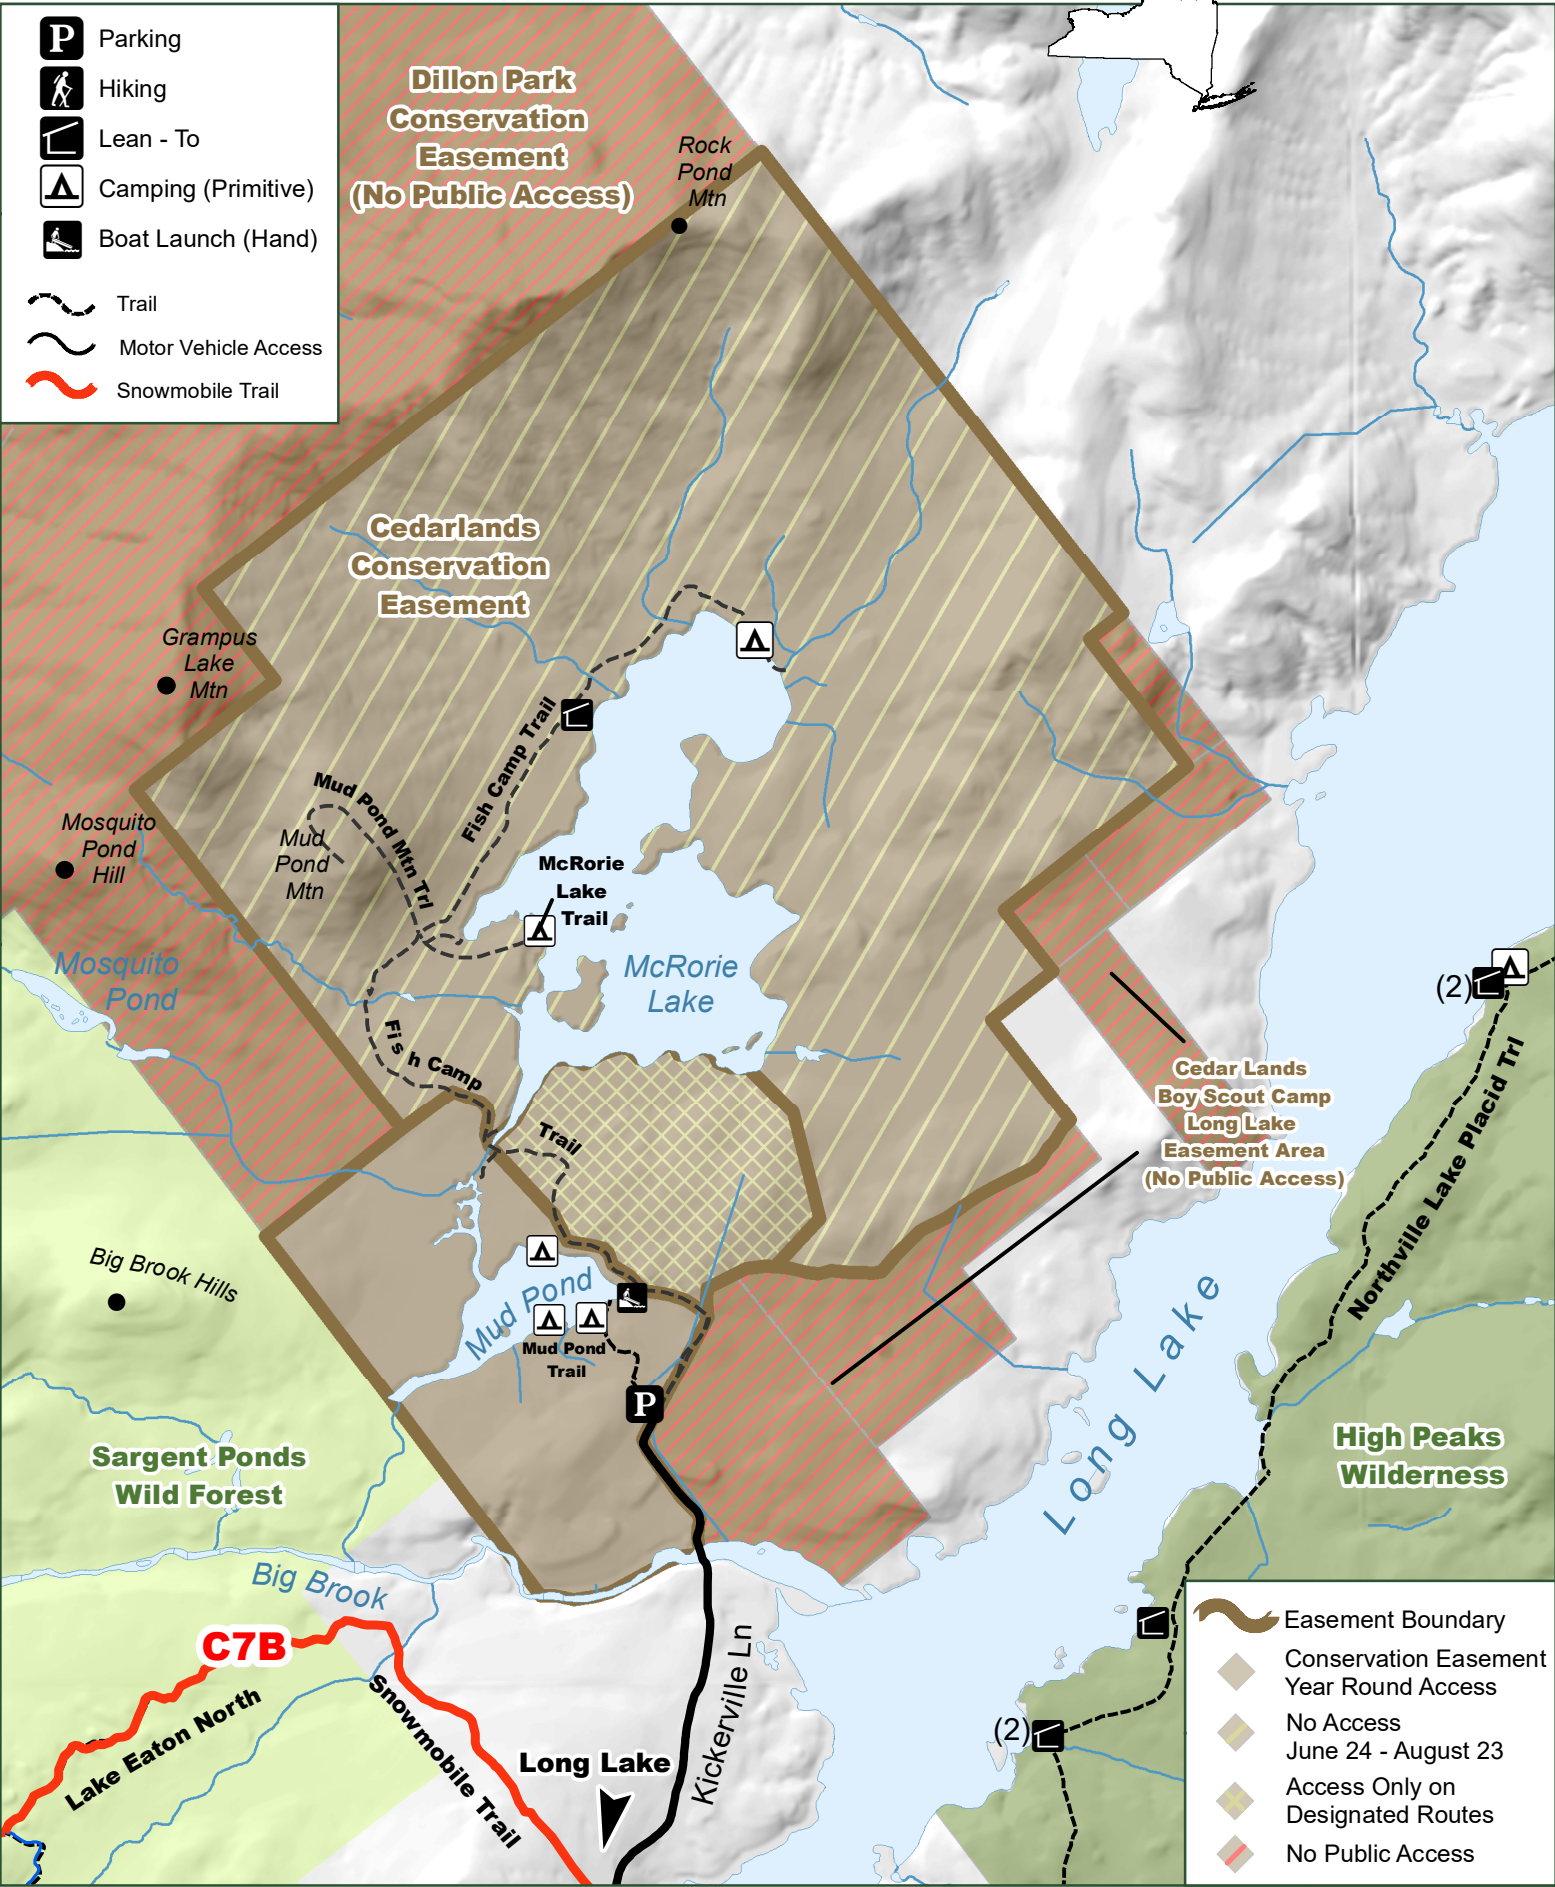 P Parking
Hiking
Lean - To
Camping (Primitive)
Boat Launch (Hand)
Trail
Motor Vehicle Access
Snowmobile Trail
Dillon Park
Conservation
Easement
(No Public Access)
Rock
Pond
Mtn
Cedarlands
Conservation
Easement
Grampus
Lake
Mtn
Fish Camp Trail
Mud Pond Mtn Trl
Mosquito
Pond
Hill
Mud
Pond
Mtn
McRorie
Lake
Trail
McRorie
Lake
Mosquito
Pond
(2)
Fish Camp
Trail
Cedar Lands
Boy Scout Camp
Long Lake
Easement Area
(No Public Access)
Northville Lake Placid Trl
Big Brook Hills
Mud Pond
Mud Pond
Trail
P
Long Lake
Sargent Ponds
Wild Forest
High Peaks
Wilderness
Big Brook
C7B
Lake Eaton North
Snowmobile Trail
Kickerville Ln
Long Lake
(2)
Easement Boundary
Conservation Easement
Year Round Access
No Access
June 24 - August 23
Access Only on
Designated Routes
No Public Access